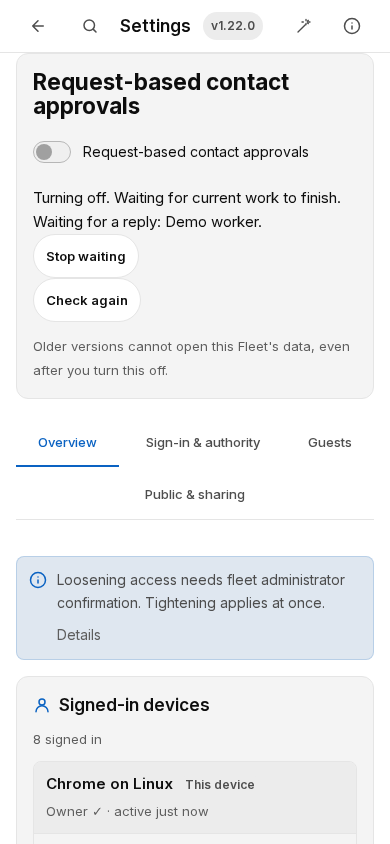 Settings v1.22.0
Request-based contact
approvals
Request-based contact approvals
Turning off. Waiting for current work to finish.
Waiting for a reply: Demo worker.
Stop waiting
Check again
Older versions cannot open this Fleet's data, even
after you turn this off.
Overview Sign-in & authority Guests
Public & sharing
Loosening access needs fleet administrator
confirmation. Tightening applies at once.
Details
Signed-in devices
8 signed in
Chrome on Linux This device
Owner ✓ · active just now